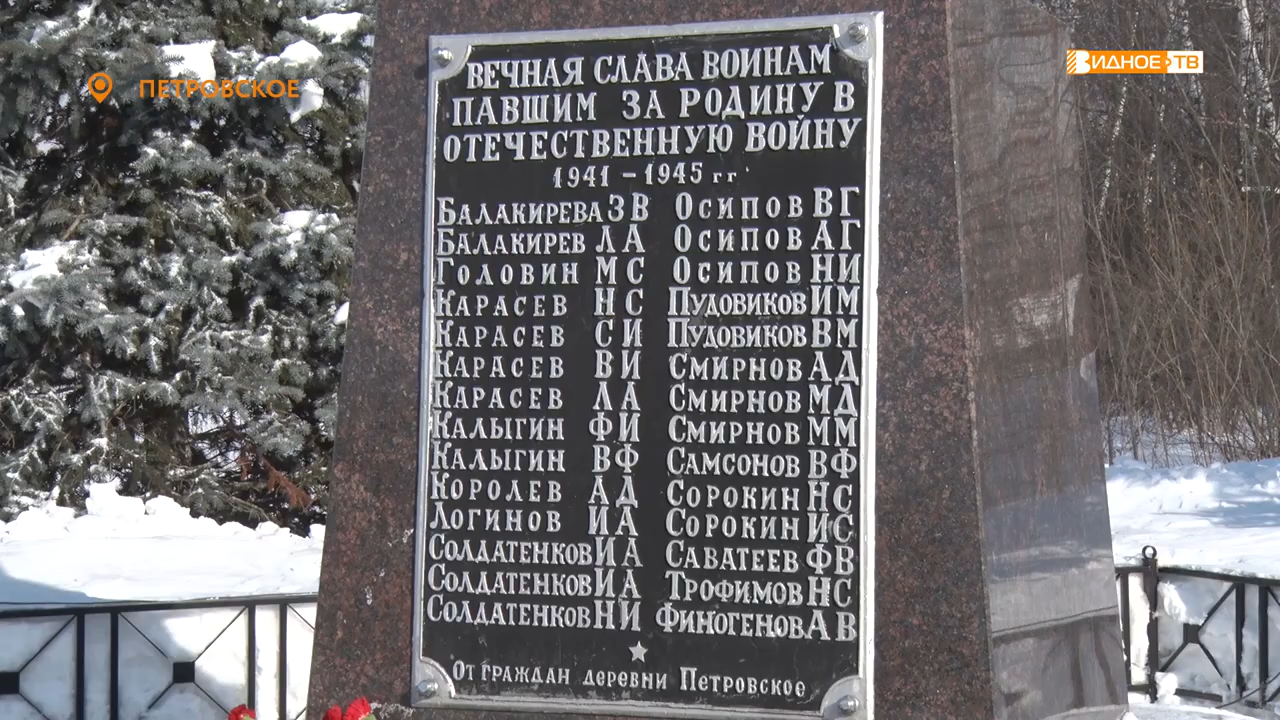 ПЕТРОВСКОЕ
ВИДНОЕ ТВ
ВЕЧНАЯ СЛАВА ВОИНАМ
ПАВШИМ ЗА РОДИНУ В
ОТЕЧЕСТВЕННУЮ ВОЙНУ
1941 – 1945 гг
БАЛАКИРЕВА З В
БАЛАКИРЕВ Л А
ГОЛОВИН М С
КАРАСЕВ Н С
КАРАСЕВ С И
КАРАСЕВ В И
КАРАСЕВ Л А
КАЛЫГИН Ф И
КАЛЫГИН В Ф
КОРОЛЕВ А Д
ЛОГИНОВ И А
СОЛДАТЕНКОВ И А
СОЛДАТЕНКОВ И А
СОЛДАТЕНКОВ Н И
ОСИПОВ В Г
ОСИПОВ А Г
ОСИПОВ Н И
ПУДОВИКОВ И М
ПУДОВИКОВ В М
СМИРНОВ А Д
СМИРНОВ М Д
СМИРНОВ М М
САМСОНОВ В Ф
СОРОКИН Н С
СОРОКИН И С
САВАТЕЕВ Ф В
ТРОФИМОВ Н С
ФИНОГЕНОВ А В
ОТ ГРАЖДАН ДЕРЕВНИ ПЕТРОВСКОЕ